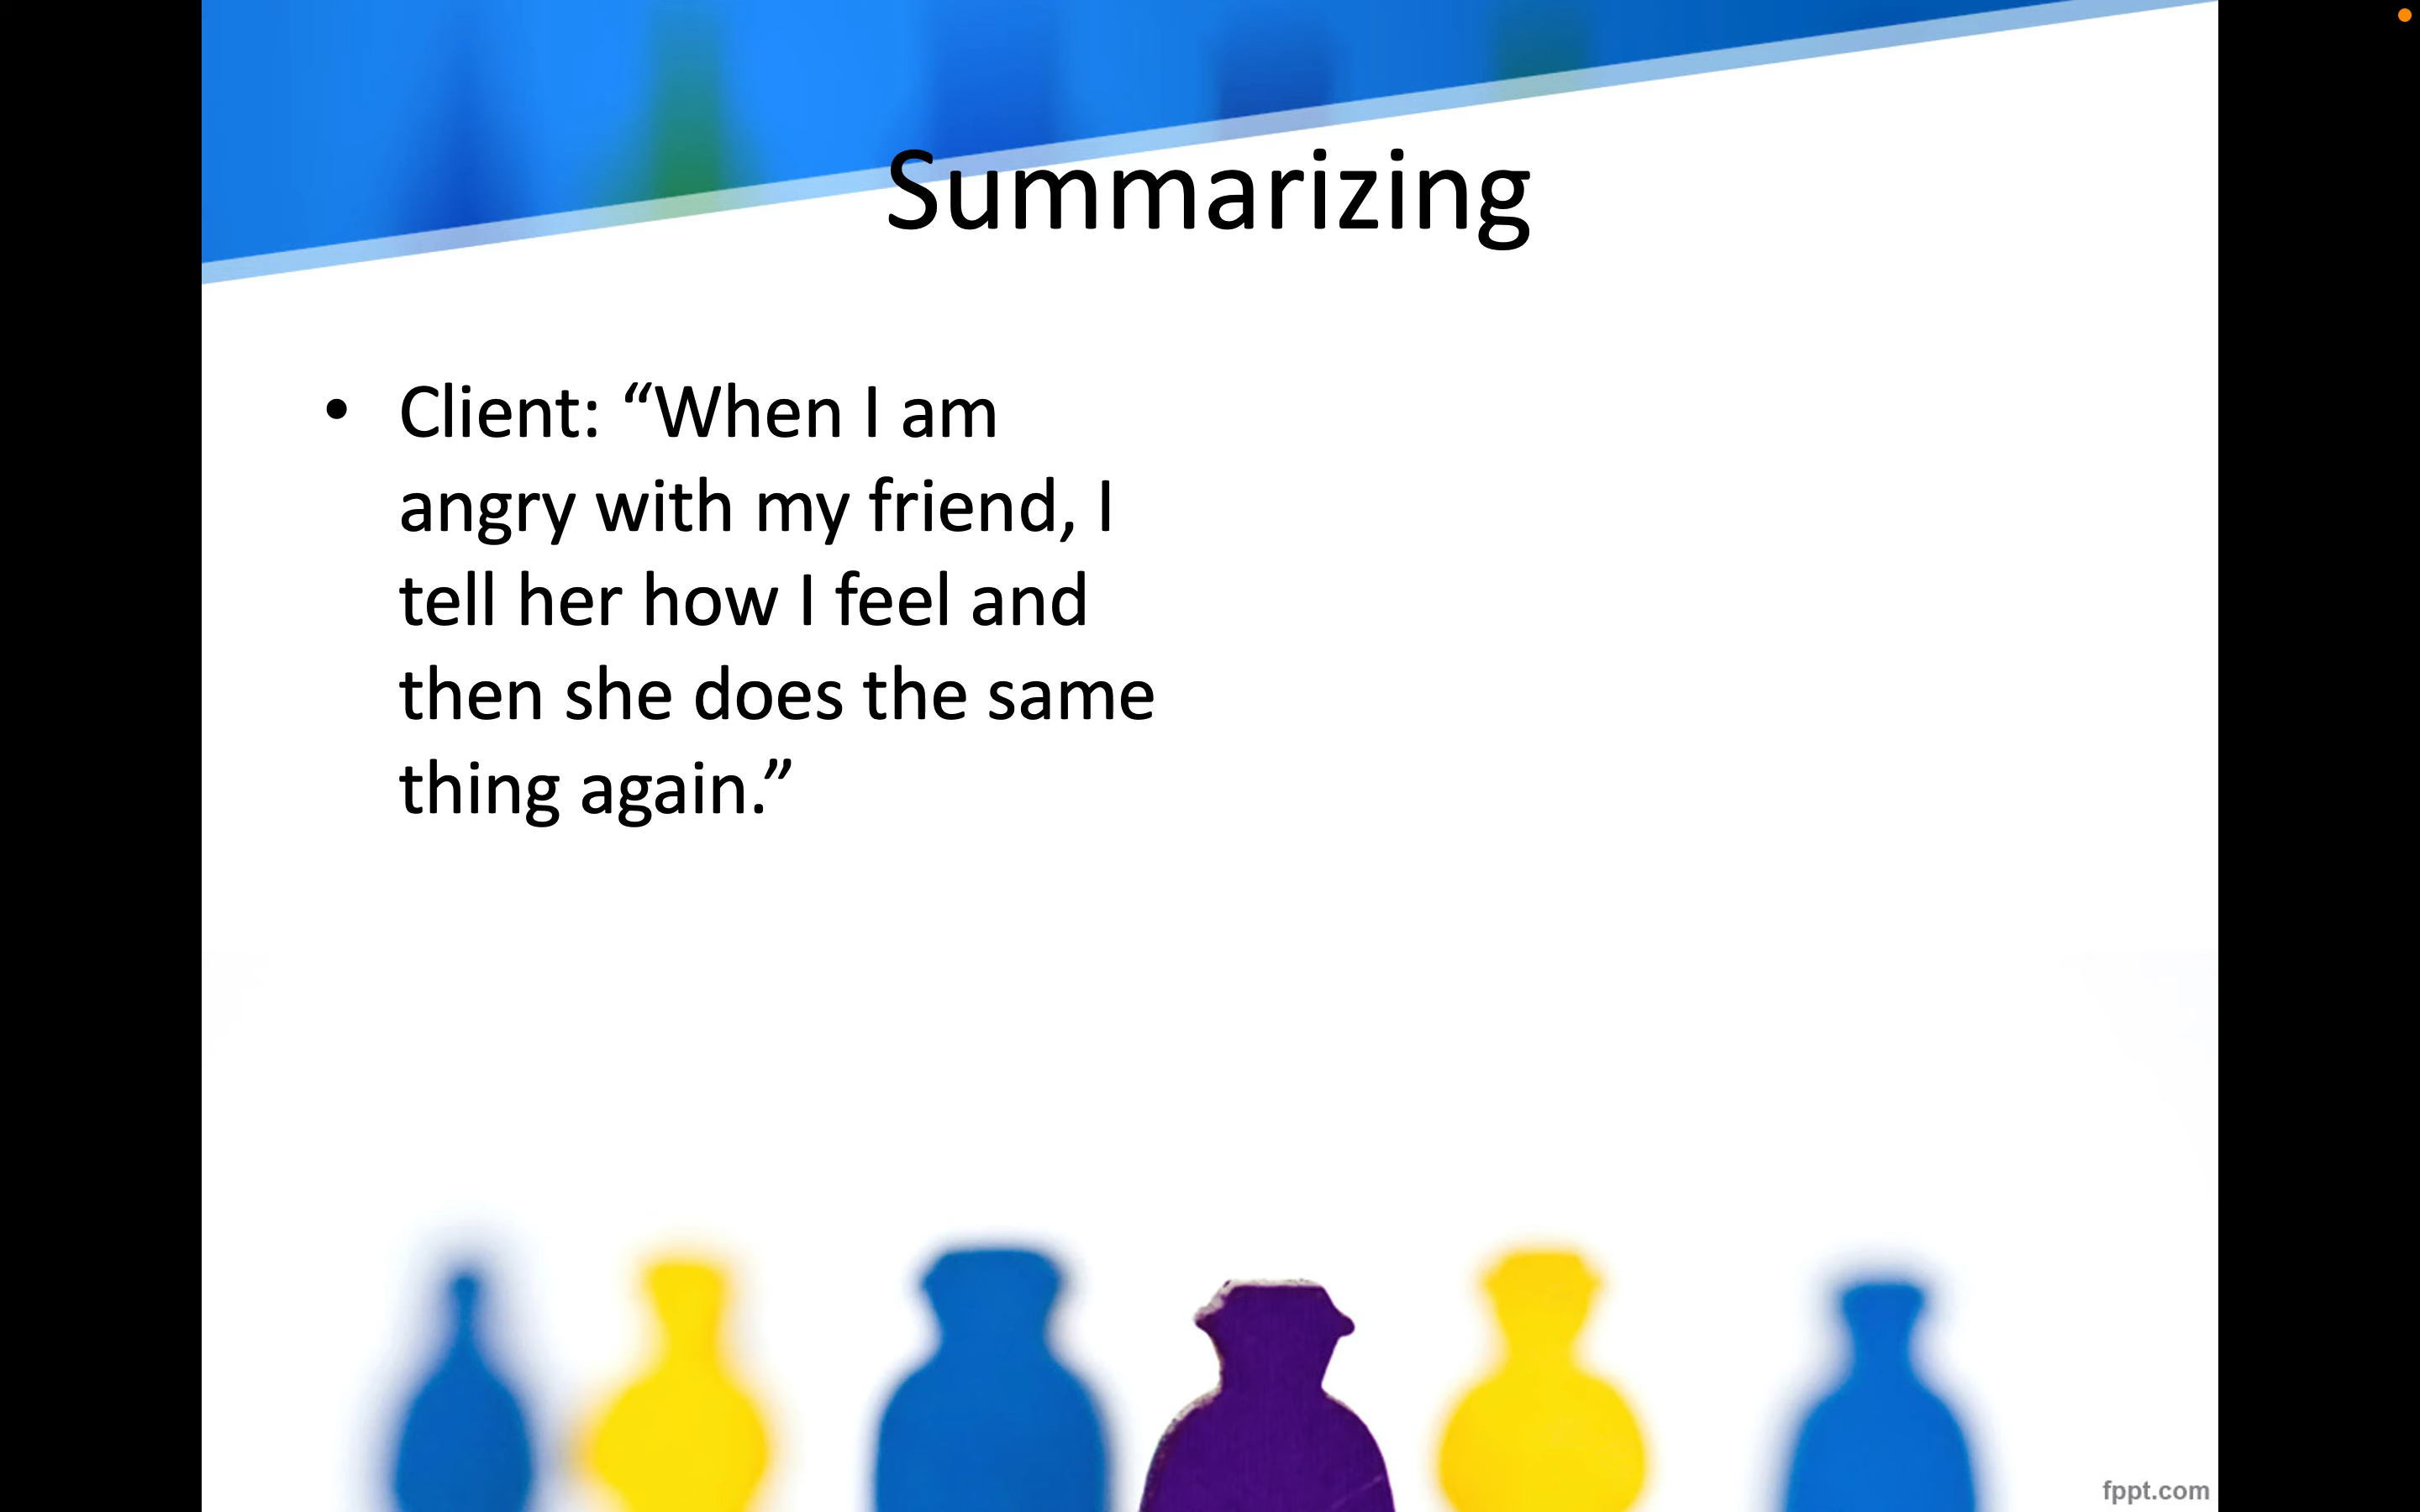 Summarizing
• Client: “When I am
angry with my friend, I
tell her how I feel and
then she does the same
thing again.”
fppt.com